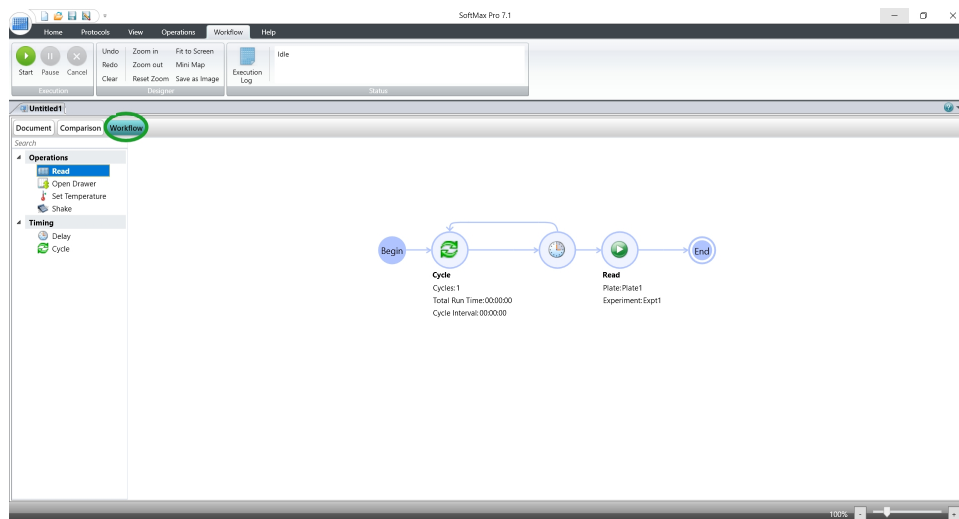 SoftMax Pro 7.1
Home Protocols View Operations Workflow Help
Undo Zoom in Fit to Screen
Redo Zoom out Mini Map
Clear Reset Zoom Save as Image
Start Pause Cancel
Execution Log
Idle
Execution Designer Status
Untitled1
Document Comparison Workflow
Search
Operations
Read
Open Drawer
Set Temperature
Shake
Timing
Delay
Cycle
Begin
End
Cycle
Cycles:1
Total Run Time:00:00:00
Cycle Interval:00:00:00
Read
Plate:Plate1
Experiment:Expt1
100% - +